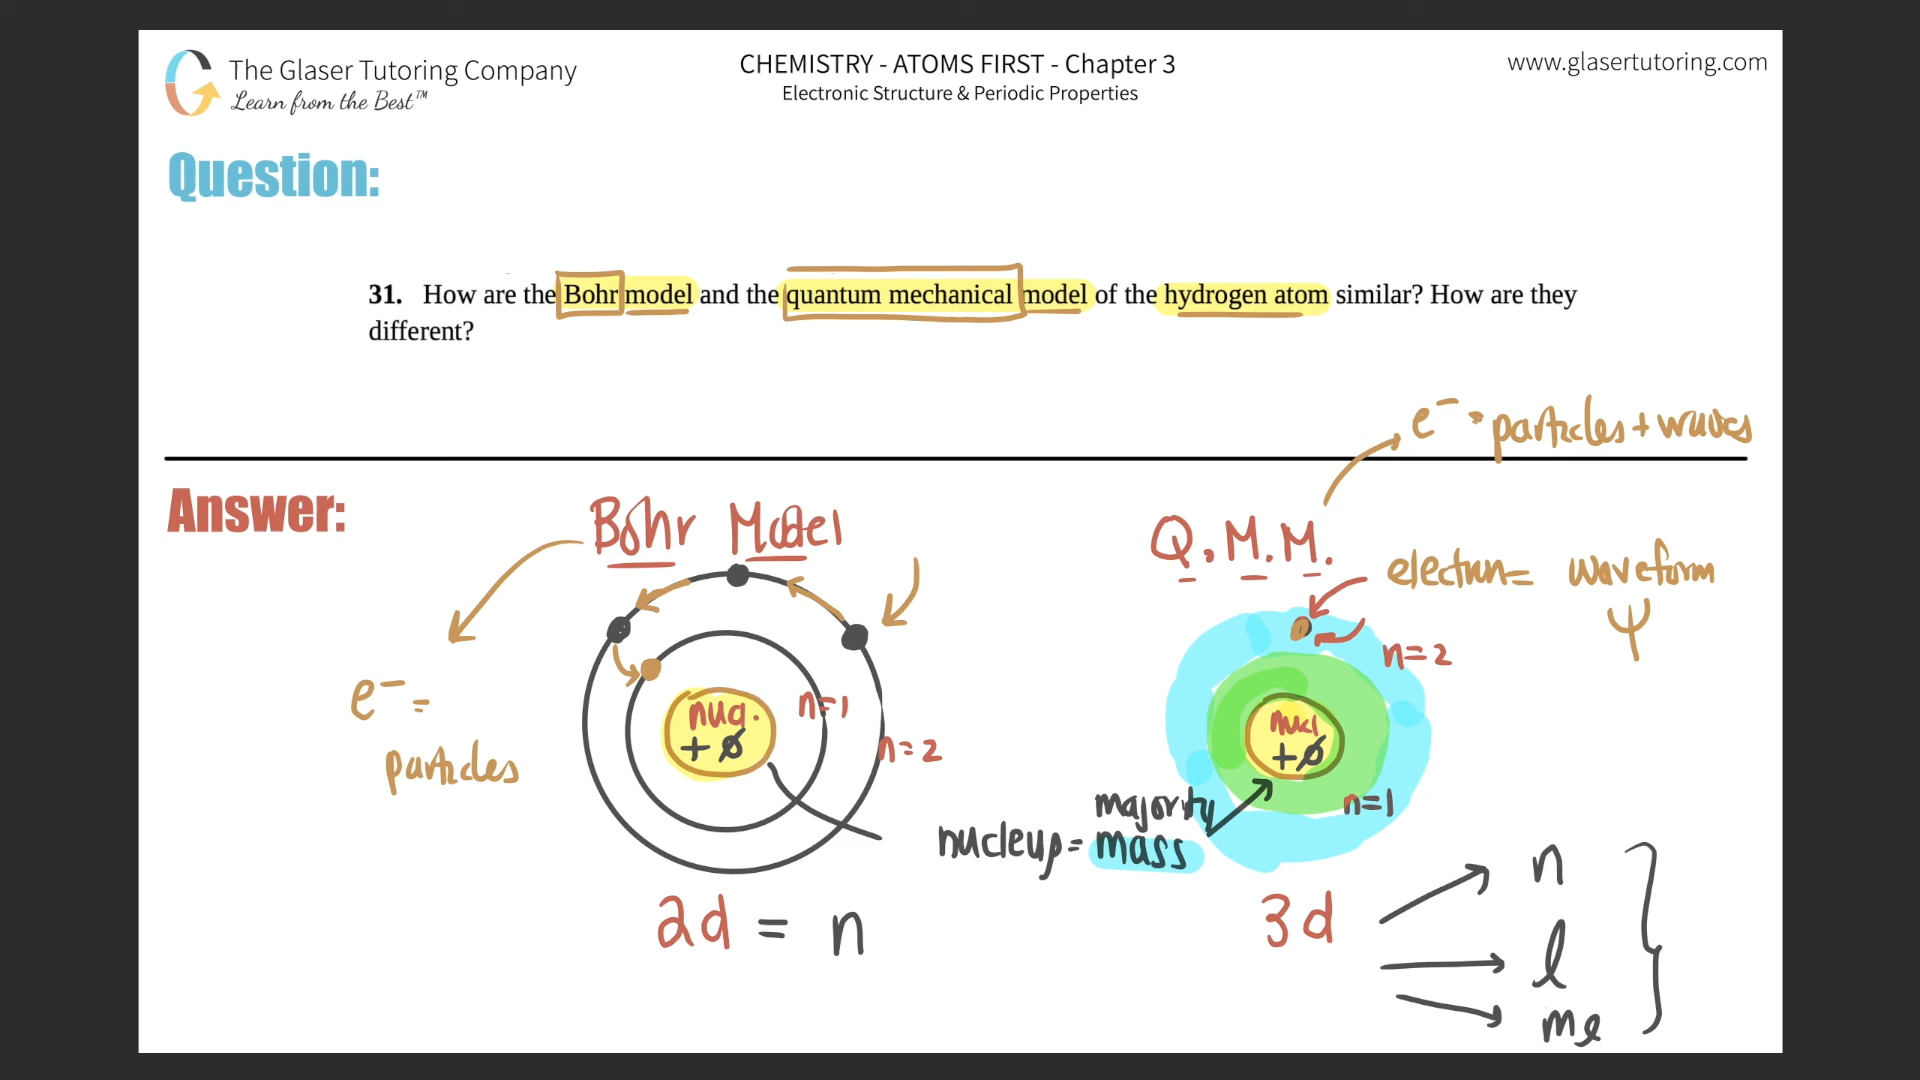 The Glaser Tutoring Company
Learn from the Best™
CHEMISTRY - ATOMS FIRST - Chapter 3
Electronic Structure & Periodic Properties
www.glasertutoring.com
Question:
31. How are the Bohr model and the quantum mechanical model of the hydrogen atom similar? How are they
different?
e⁻ = particles + waves
Answer:
Bohr Model
Q.M.M.
electron = waveform
ψ
e⁻ =
particles
n=1
n=2
+
n=2
nucl
+
n=1
majority
mass
2d = n
3d
n
l
me